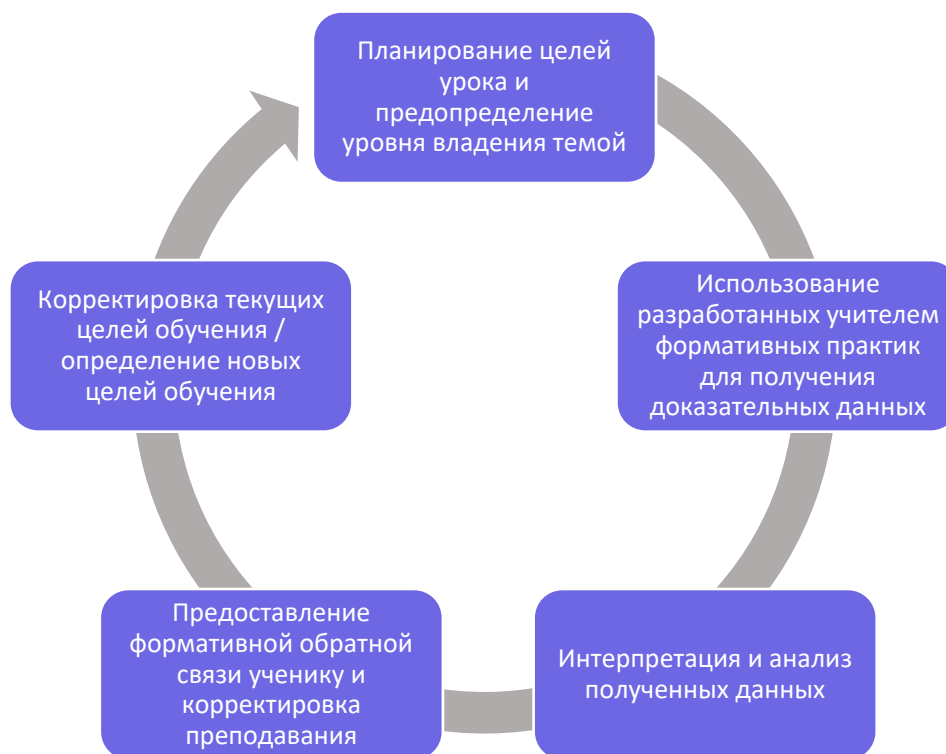 Планирование целей
урока и
предопределение
уровня владения темой
Использование
разработанных учителем
формативных практик
для получения
доказательных данных
Интерпретация и анализ
полученных данных
Предоставление
формативной обратной
связи ученику и
корректировка
преподавания
Корректировка текущих
целей обучения /
определение новых
целей обучения